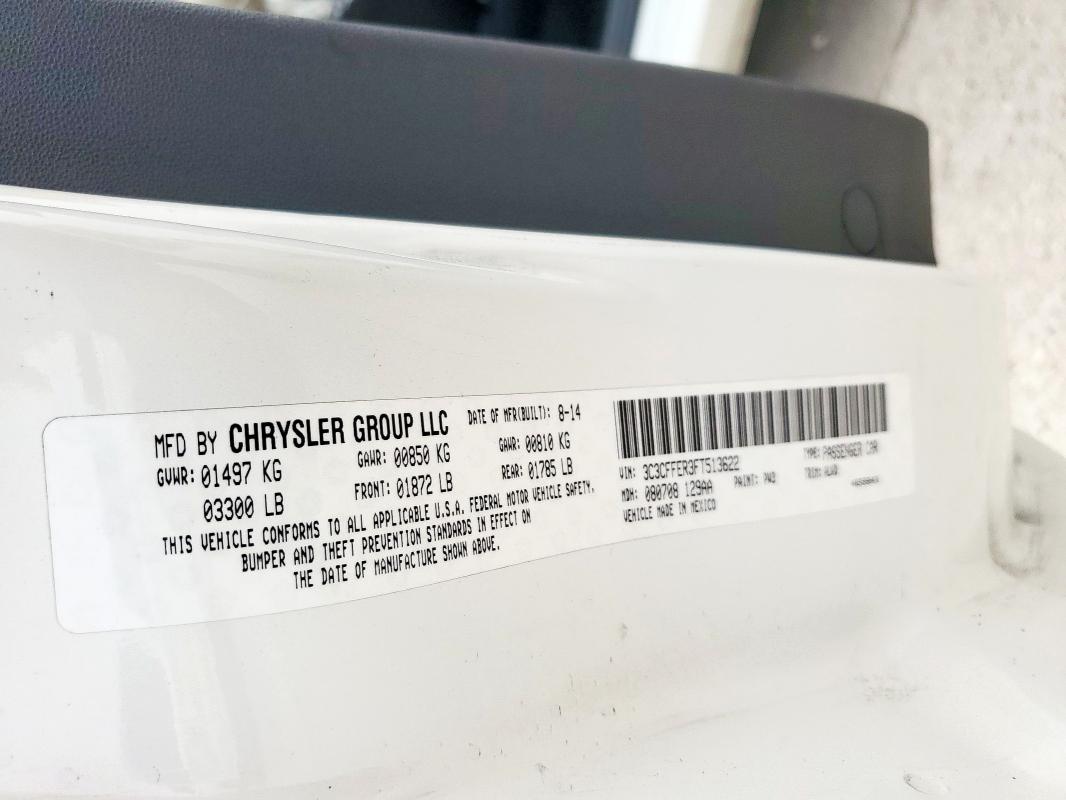 MFD BY CHRYSLER GROUP LLC
DATE OF MFR(BUILT): 8-14
GVWR: 01497 KG
GAWR: 00850 KG
GAWR: 00810 KG
03300 LB
FRONT: 01872 LB
REAR: 01785 LB
THIS VEHICLE CONFORMS TO ALL APPLICABLE U.S.A. FEDERAL MOTOR VEHICLE SAFETY,
BUMPER AND THEFT PREVENTION STANDARDS IN EFFECT ON
THE DATE OF MANUFACTURE SHOWN ABOVE.
VIN: 3C3CFFER3FT513622
TYPE: PASSENGER CAR
MDH: 080708 129AA
PAINT: PW3
TRIM:
VEHICLE MADE IN MEXICO